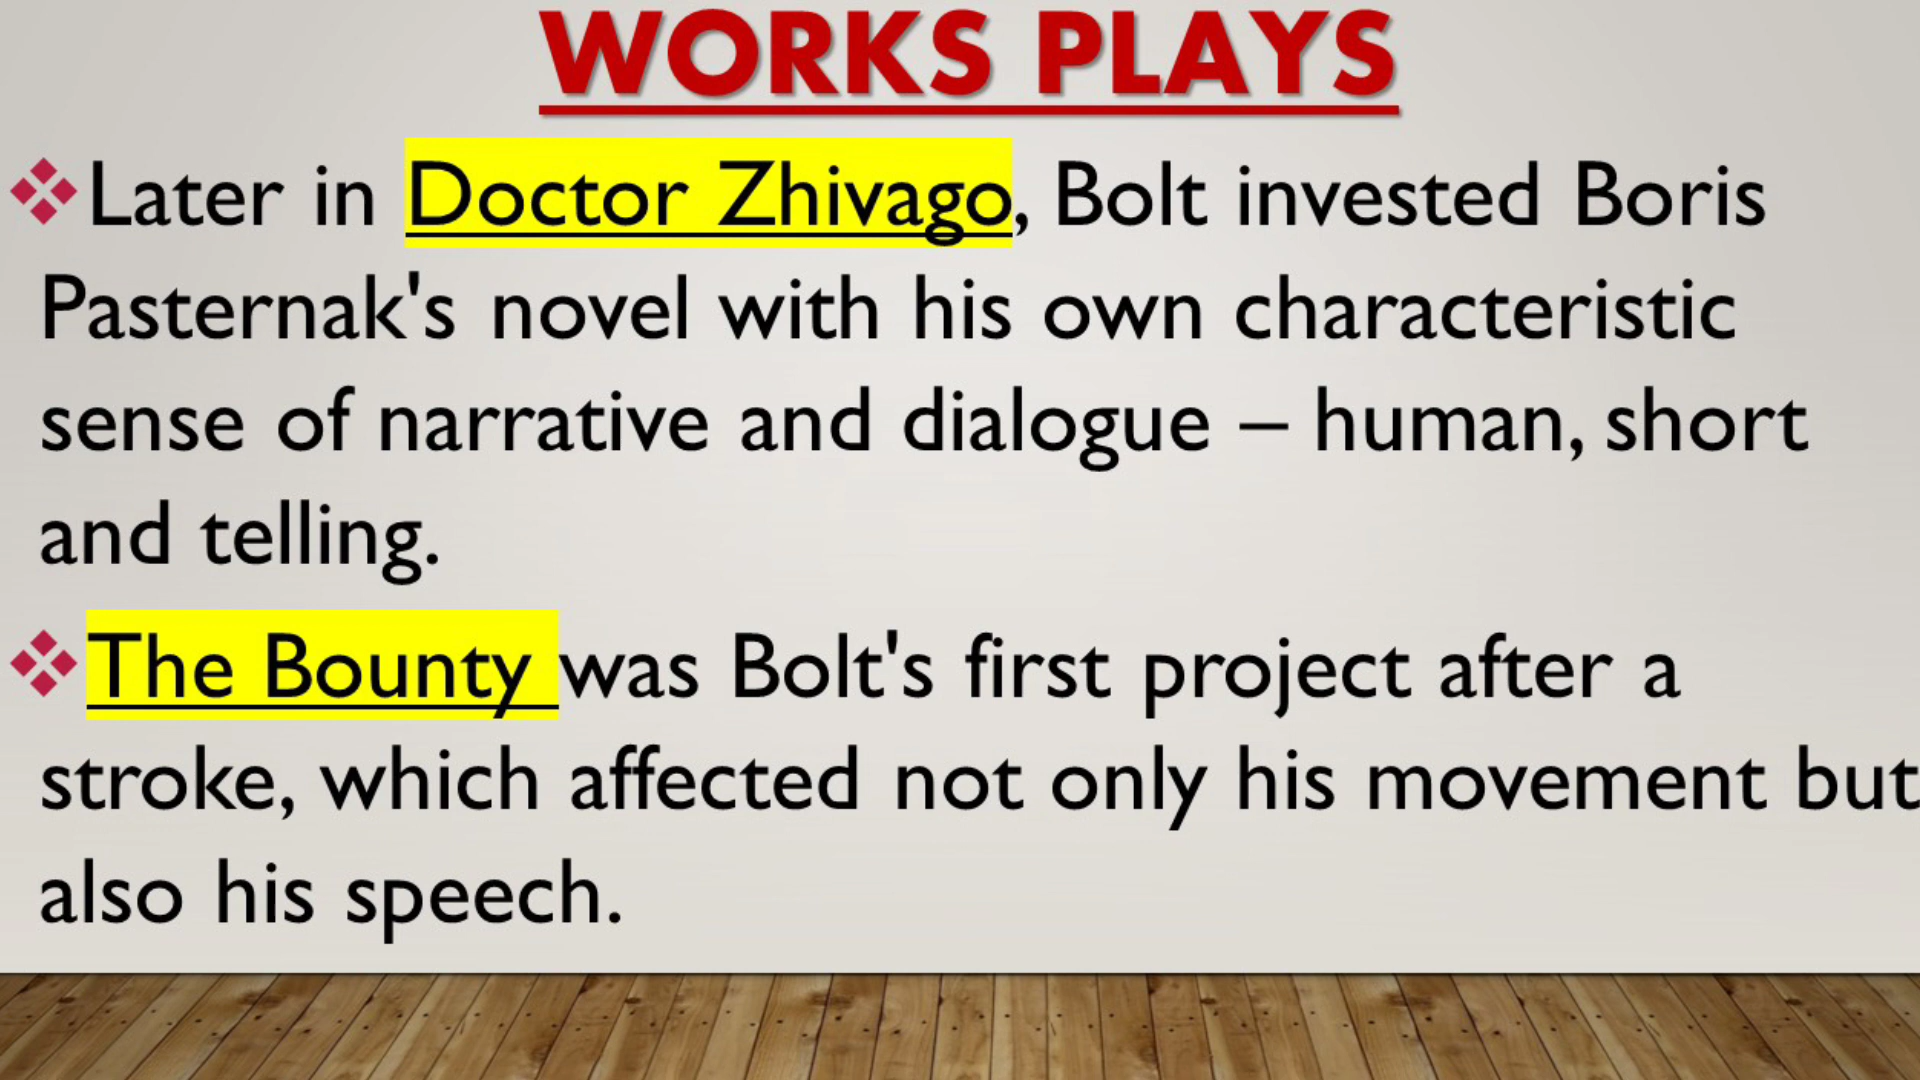 WORKS PLAYS
❖Later in Doctor Zhivago, Bolt invested Boris
Pasternak's novel with his own characteristic
sense of narrative and dialogue – human, short
and telling.
❖The Bounty was Bolt's first project after a
stroke, which affected not only his movement but
also his speech.